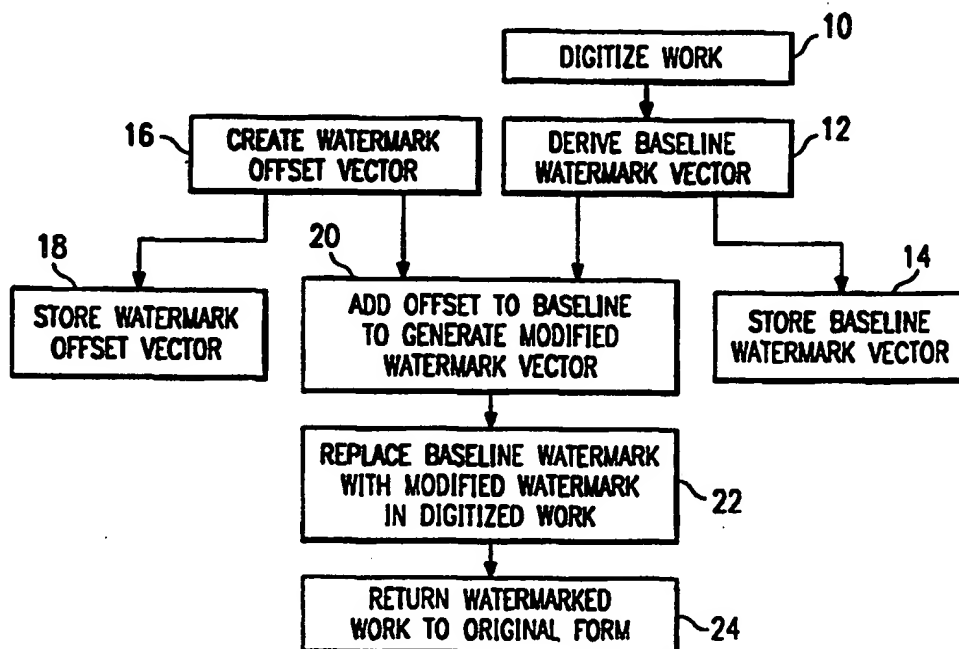 10
DIGITIZE WORK
16
CREATE WATERMARK
OFFSET VECTOR
DERIVE BASELINE
WATERMARK VECTOR
12
18
STORE WATERMARK
OFFSET VECTOR
20
ADD OFFSET TO BASELINE
TO GENERATE MODIFIED
WATERMARK VECTOR
14
STORE BASELINE
WATERMARK VECTOR
REPLACE BASELINE WATERMARK
WITH MODIFIED WATERMARK
IN DIGITIZED WORK
22
RETURN WATERMARKED
WORK TO ORIGINAL FORM
24